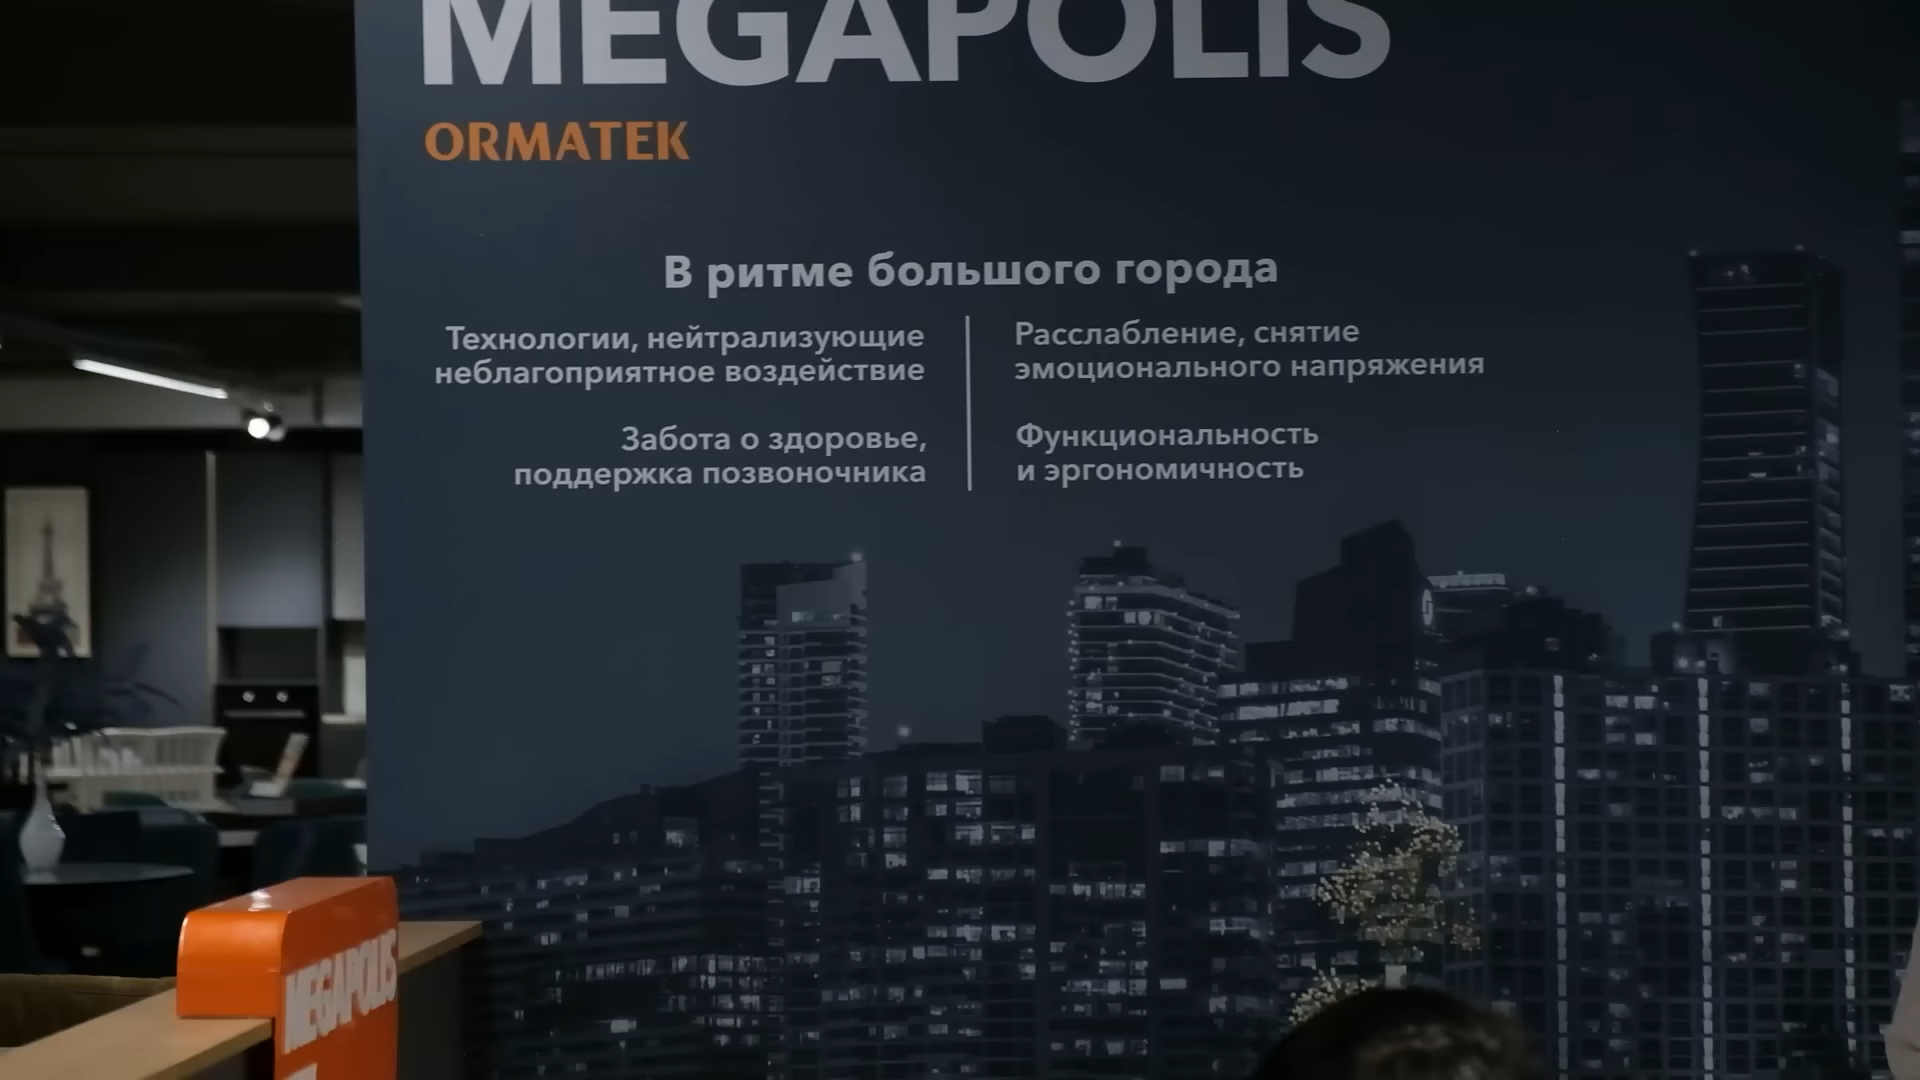 MEGAPOLIS
ORMATEK
В ритме большого города
Технологии, нейтрализующие
неблагоприятное воздействие
Забота о здоровье,
поддержка позвоночника
Расслабление, снятие
эмоционального напряжения
Функциональность
и эргономичность
MEGAPOLIS